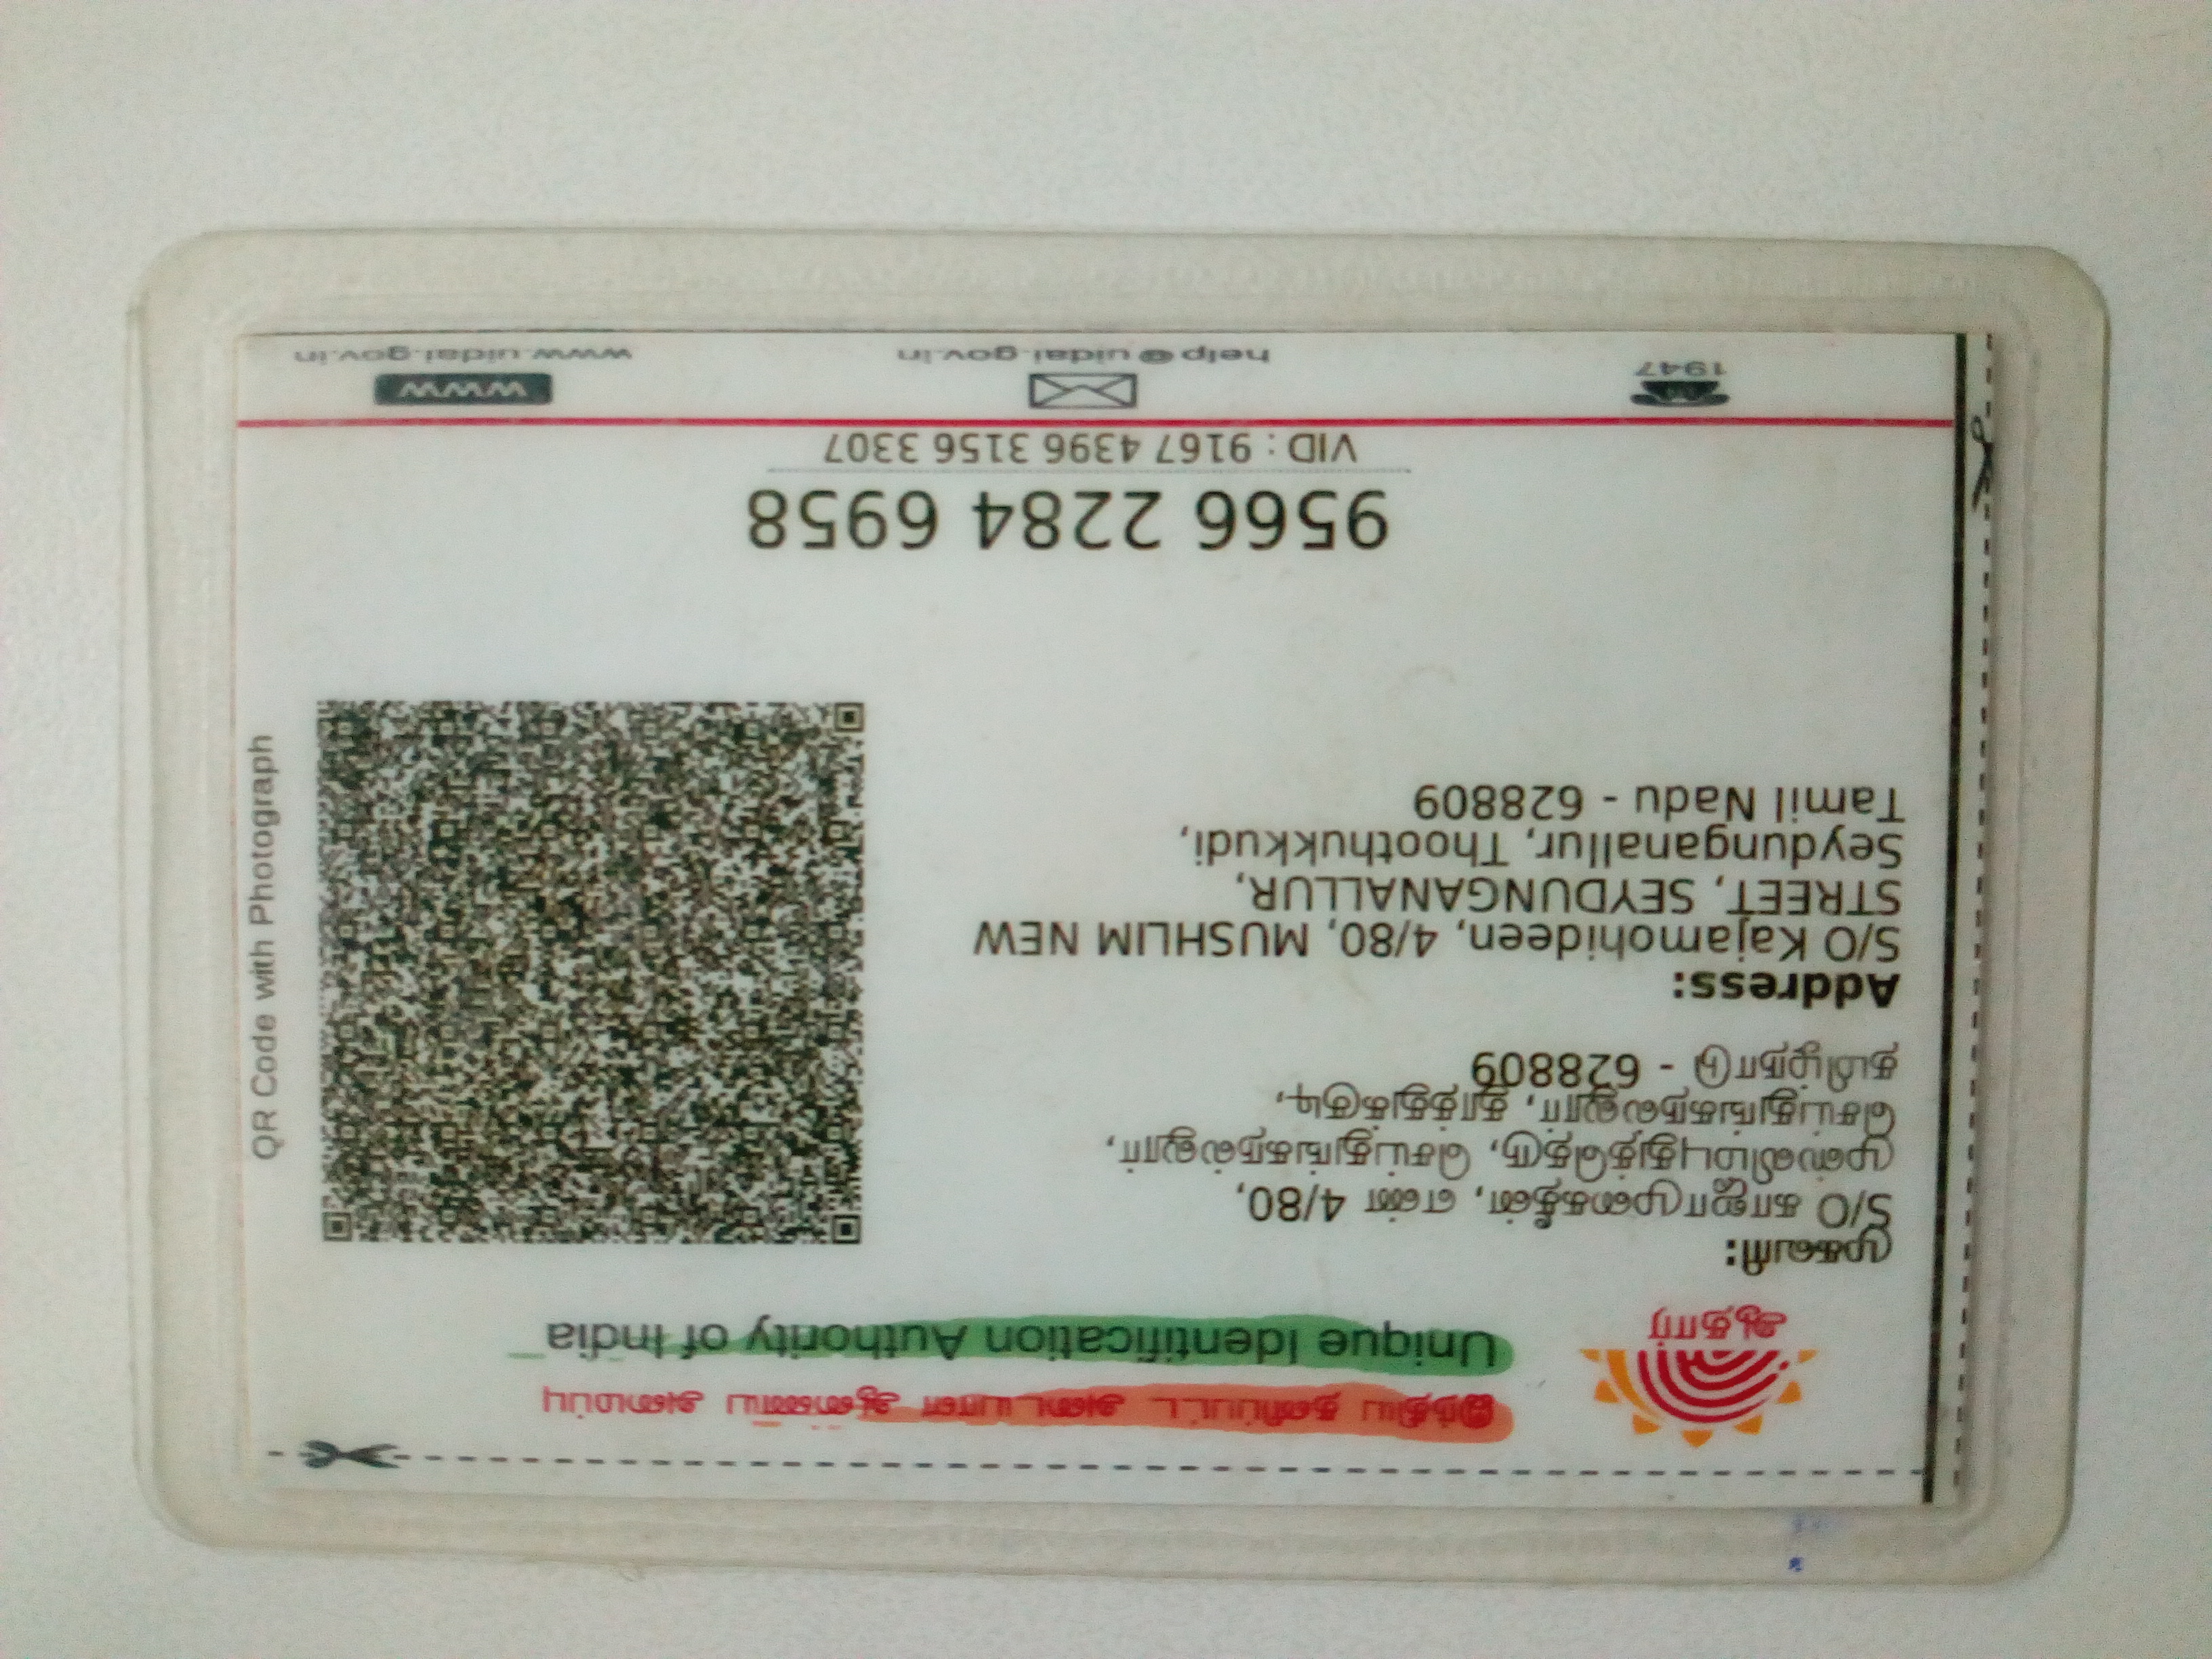 இந்திய தனிப்பட்ட அடையாள ஆணைய அமைப்பு
Unique Identification Authority of India
ஆதார்
முகவரி:
S/O காஜாமுகைதீன், எண் 4/80,
முஸ்லிம்புதுத்தெரு, செய்துங்கநல்லூர்,
செய்துங்கநல்லூர், தூத்துக்குடி,
தமிழ்நாடு - 628809
Address:
S/O Kajamohideen, 4/80, MUSHLIM NEW
STREET, SEYDUNGANALLUR,
Seydunganallur, Thoothukkudi,
Tamil Nadu - 628809
QR Code with Photograph
9566 2284 6958
VID : 9167 4396 3156 3307
1947
help@uidai.gov.in
WWW
www.uidai.gov.in